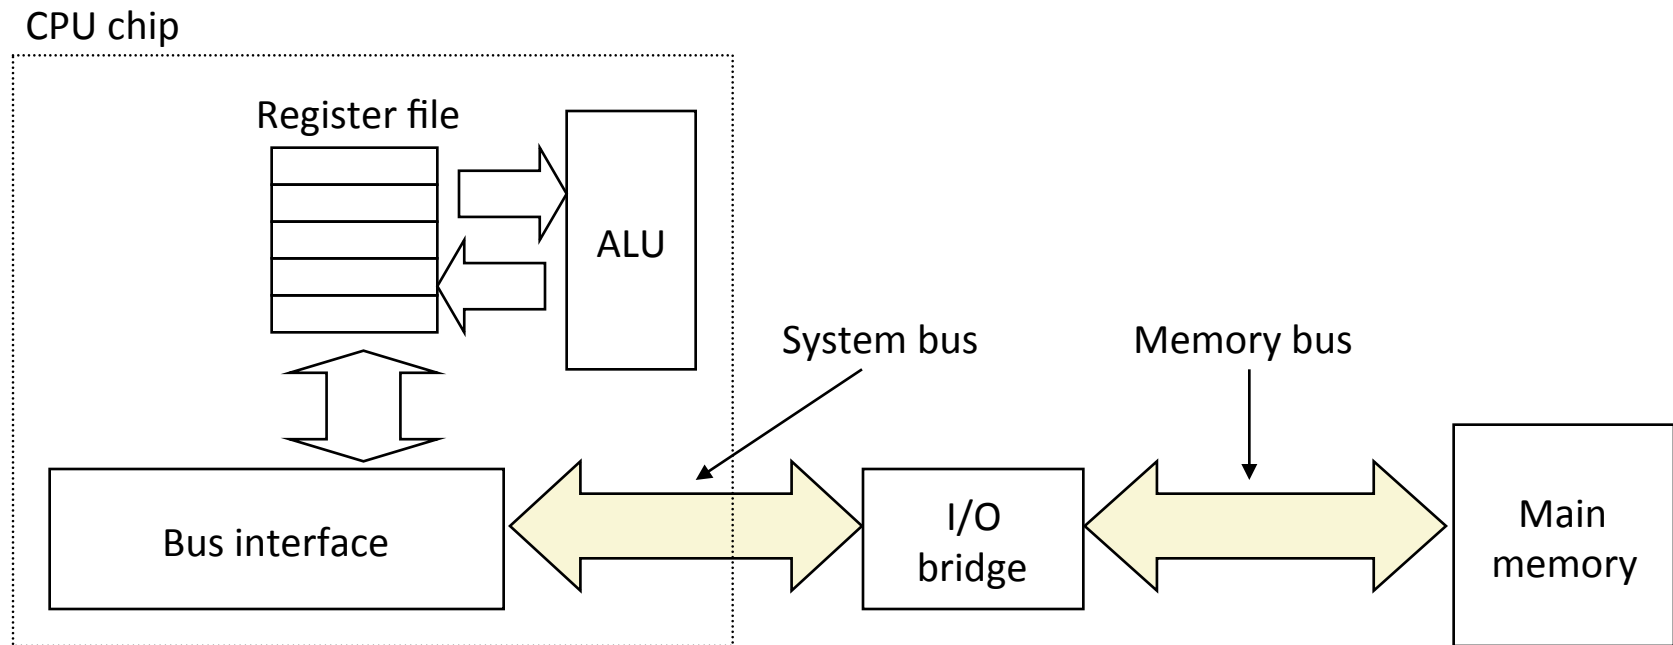 CPU chip
Register file
ALU
System bus
Memory bus
Bus interface
I/O
bridge
Main
memory